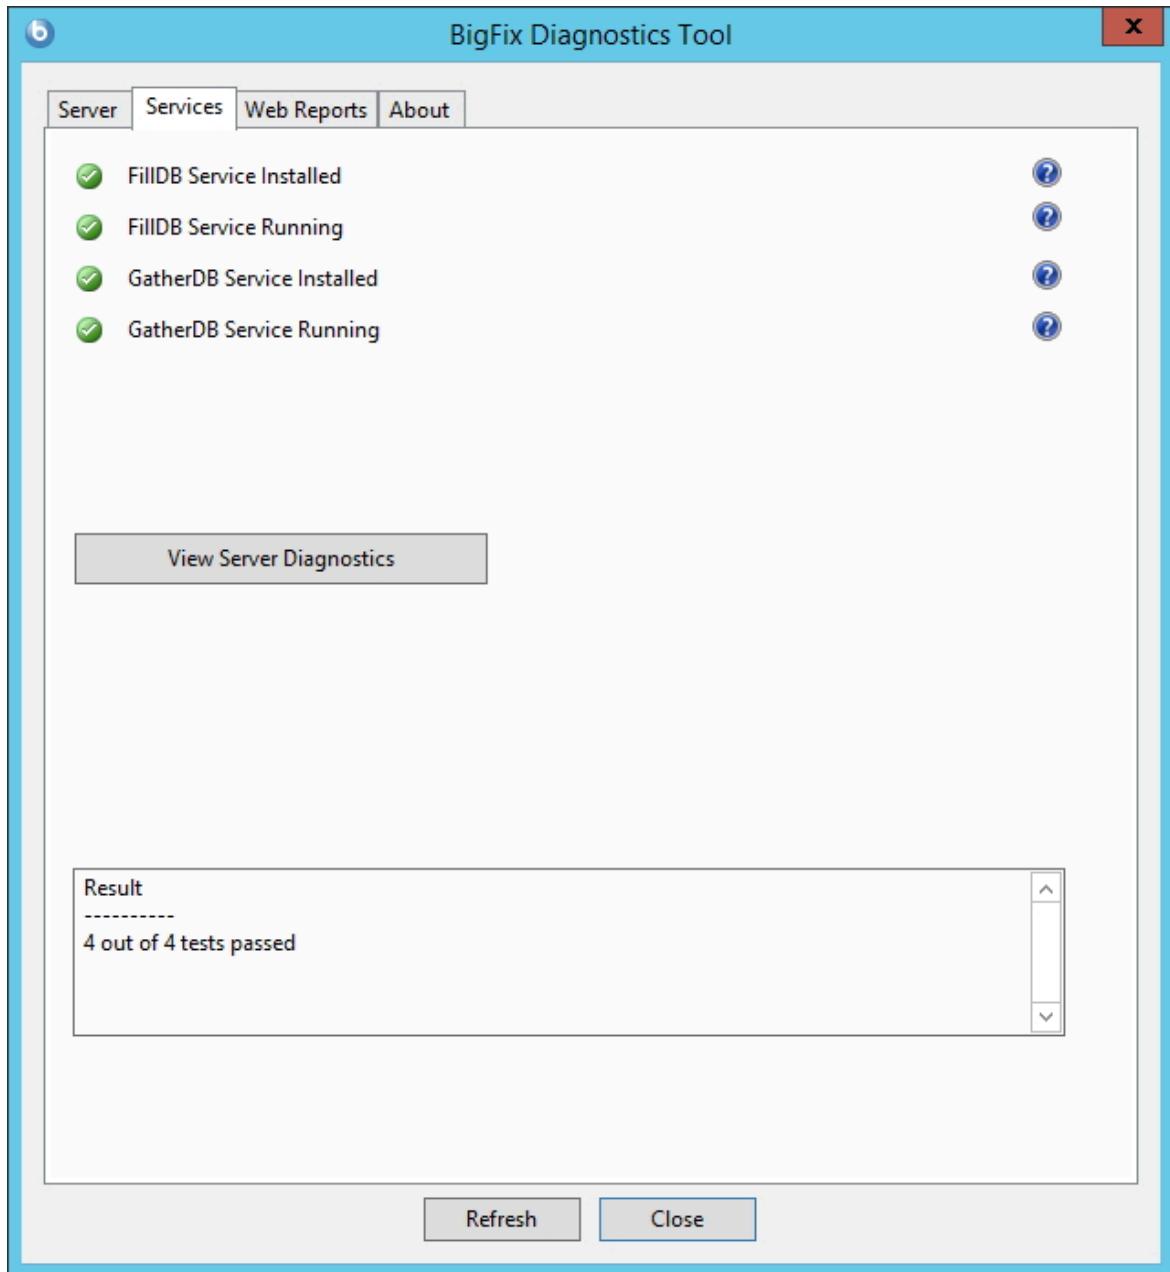 BigFix Diagnostics Tool
Server Services Web Reports About
FillDB Service Installed
FillDB Service Running
GatherDB Service Installed
GatherDB Service Running
View Server Diagnostics
Result
----------
4 out of 4 tests passed
Refresh Close